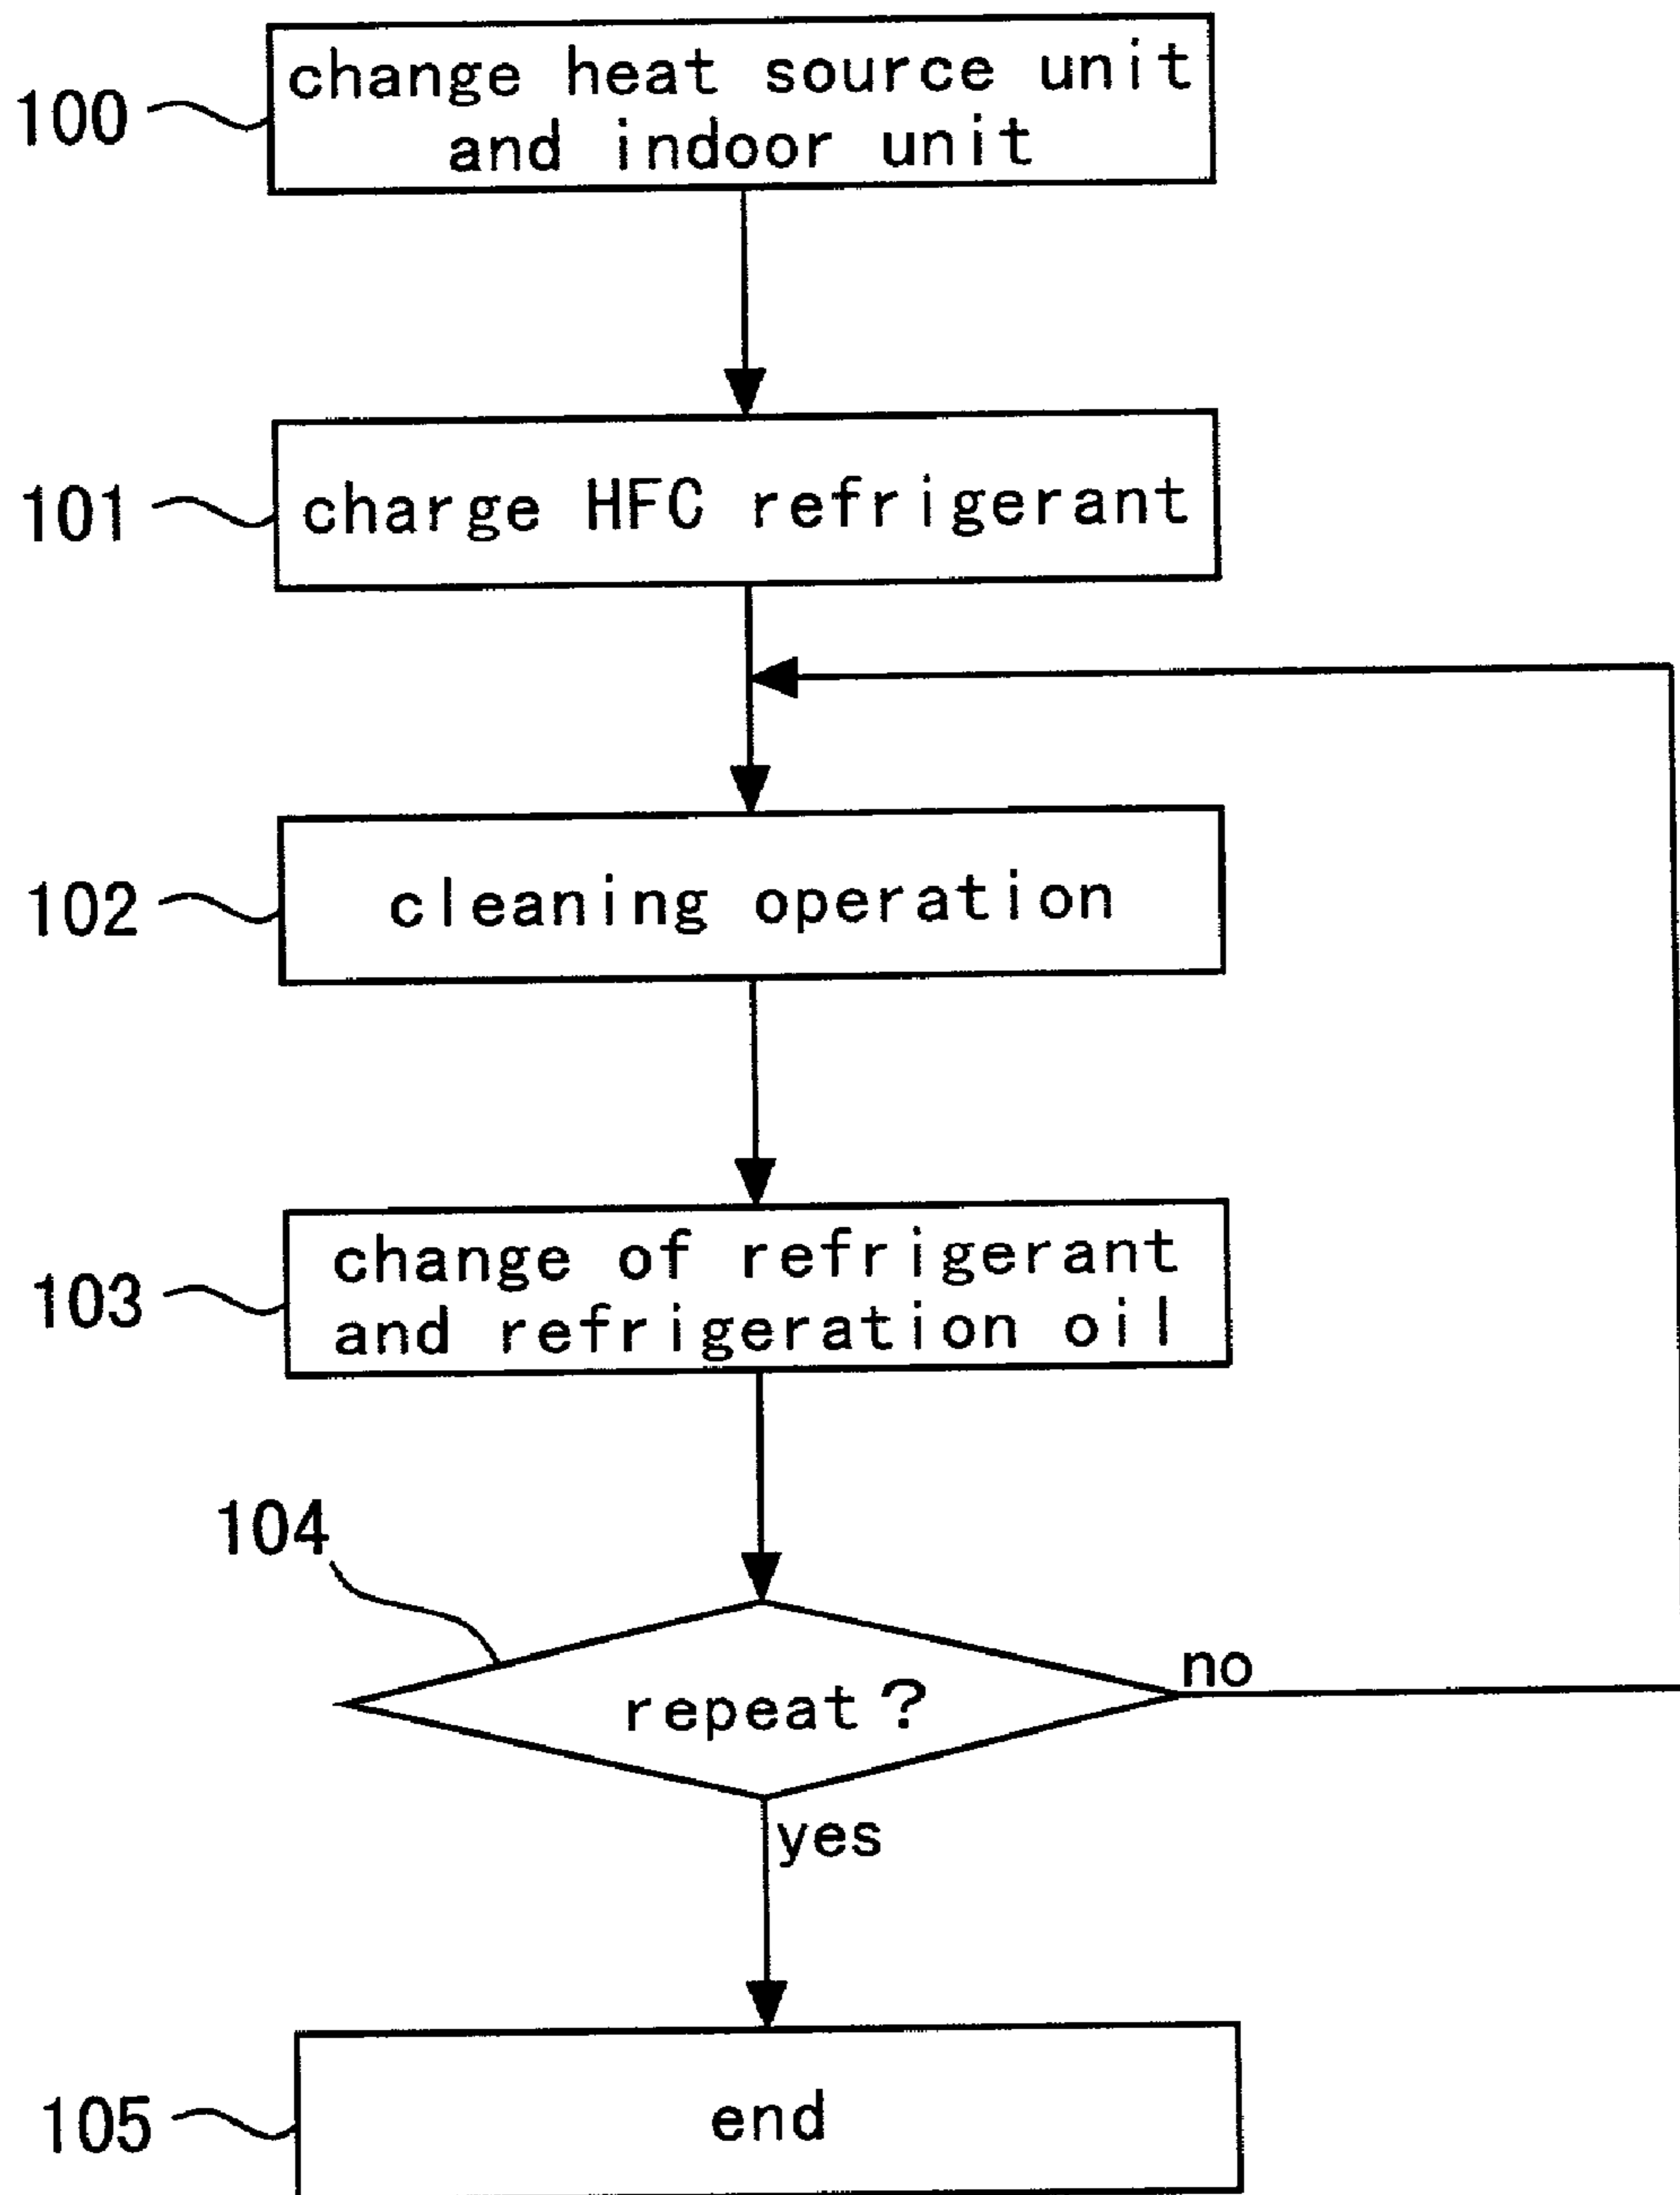 100
change heat source unit
and indoor unit
101
charge HFC refrigerant
102
cleaning operation
103
change of refrigerant
and refrigeration oil
104
repeat?
no
yes
105
end